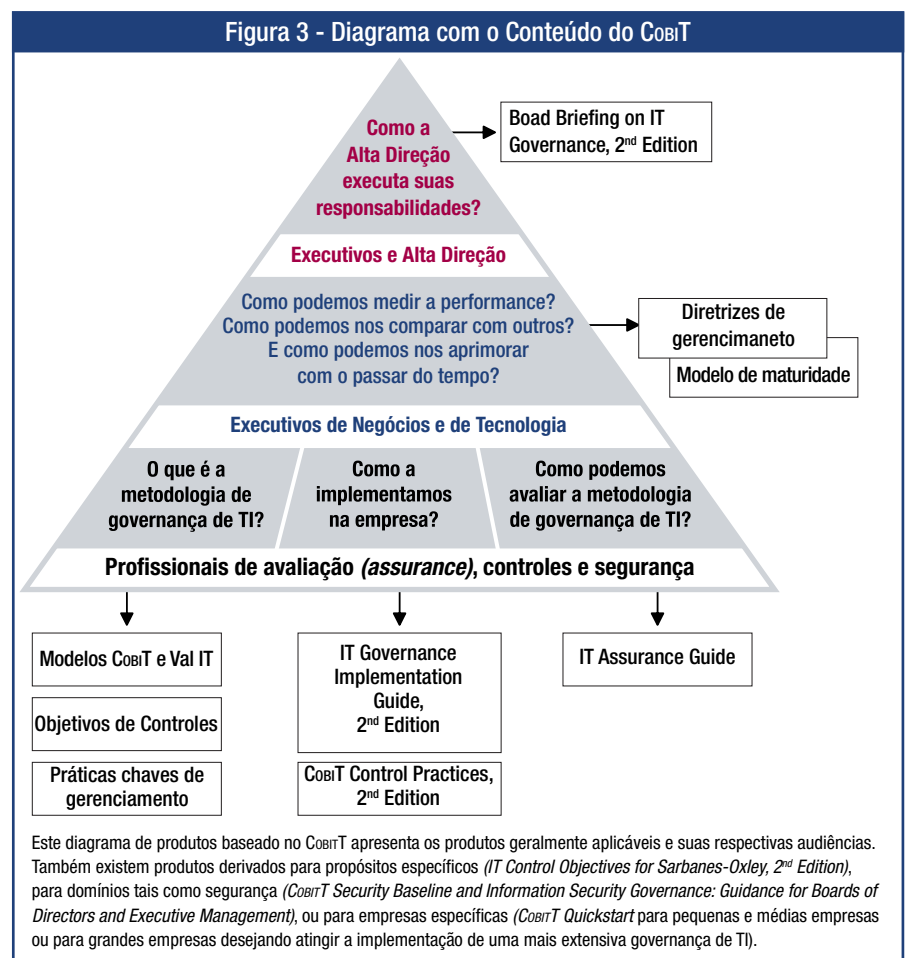 Figura 3 - Diagrama com o Conteúdo do COBIT
Como a
Alta Direção
executa suas
responsabilidades?
Boad Briefing on IT
Governance, 2nd Edition
Executivos e Alta Direção
Como podemos medir a performance?
Como podemos nos comparar com outros?
E como podemos nos aprimorar
com o passar do tempo?
Diretrizes de
gerencimaneto
Modelo de maturidade
Executivos de Negócios e de Tecnologia
O que é a
metodologia de
governança de TI?
Como a
implementamos
na empresa?
Como podemos
avaliar a metodologia
de governança de TI?
Profissionais de avaliação (assurance), controles e segurança
Modelos COBIT e Val IT
Objetivos de Controles
Práticas chaves de
gerenciamento
IT Governance
Implementation
Guide,
2nd Edition
COBIT Control Practices,
2nd Edition
IT Assurance Guide
Este diagrama de produtos baseado no COBITT apresenta os produtos geralmente aplicáveis e suas respectivas audiências.
Também existem produtos derivados para propósitos específicos (IT Control Objectives for Sarbanes-Oxley, 2nd Edition),
para domínios tais como segurança (COBITT Security Baseline and Information Security Governance: Guidance for Boards of
Directors and Executive Management), ou para empresas específicas (COBITT Quickstart para pequenas e médias empresas
ou para grandes empresas desejando atingir a implementação de uma mais extensiva governança de TI).